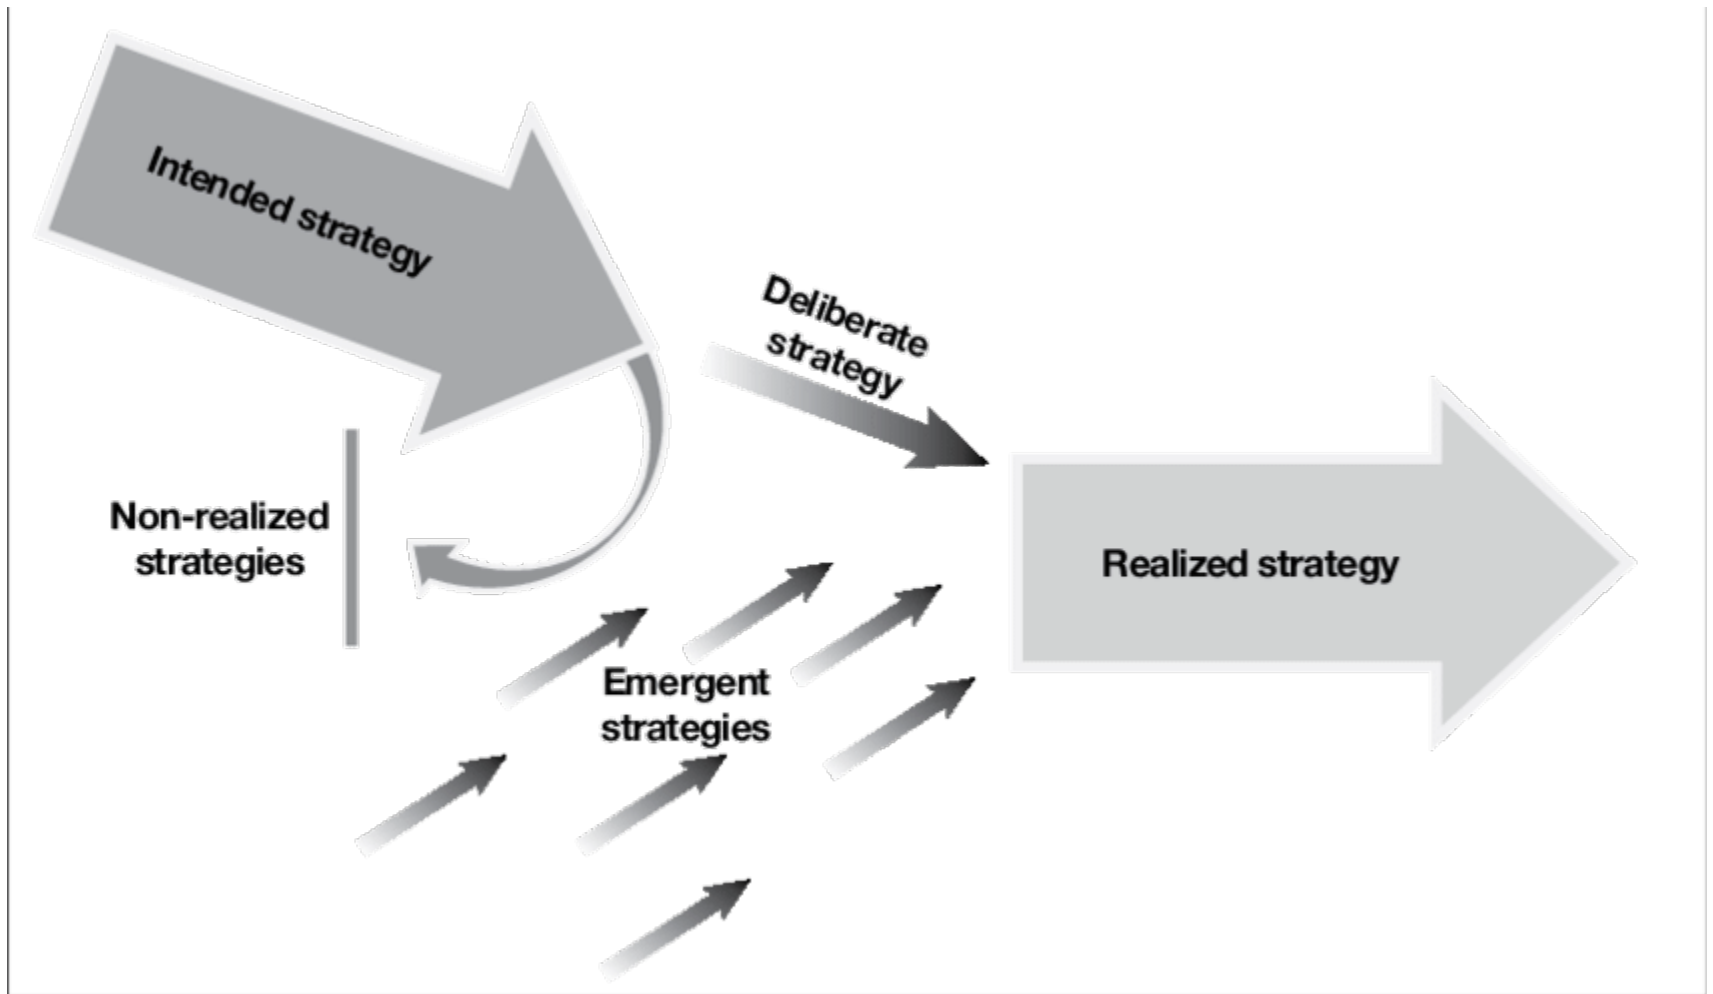 Intended strategy
Deliberate
strategy
Non-realized
strategies
Realized strategy
Emergent
strategies